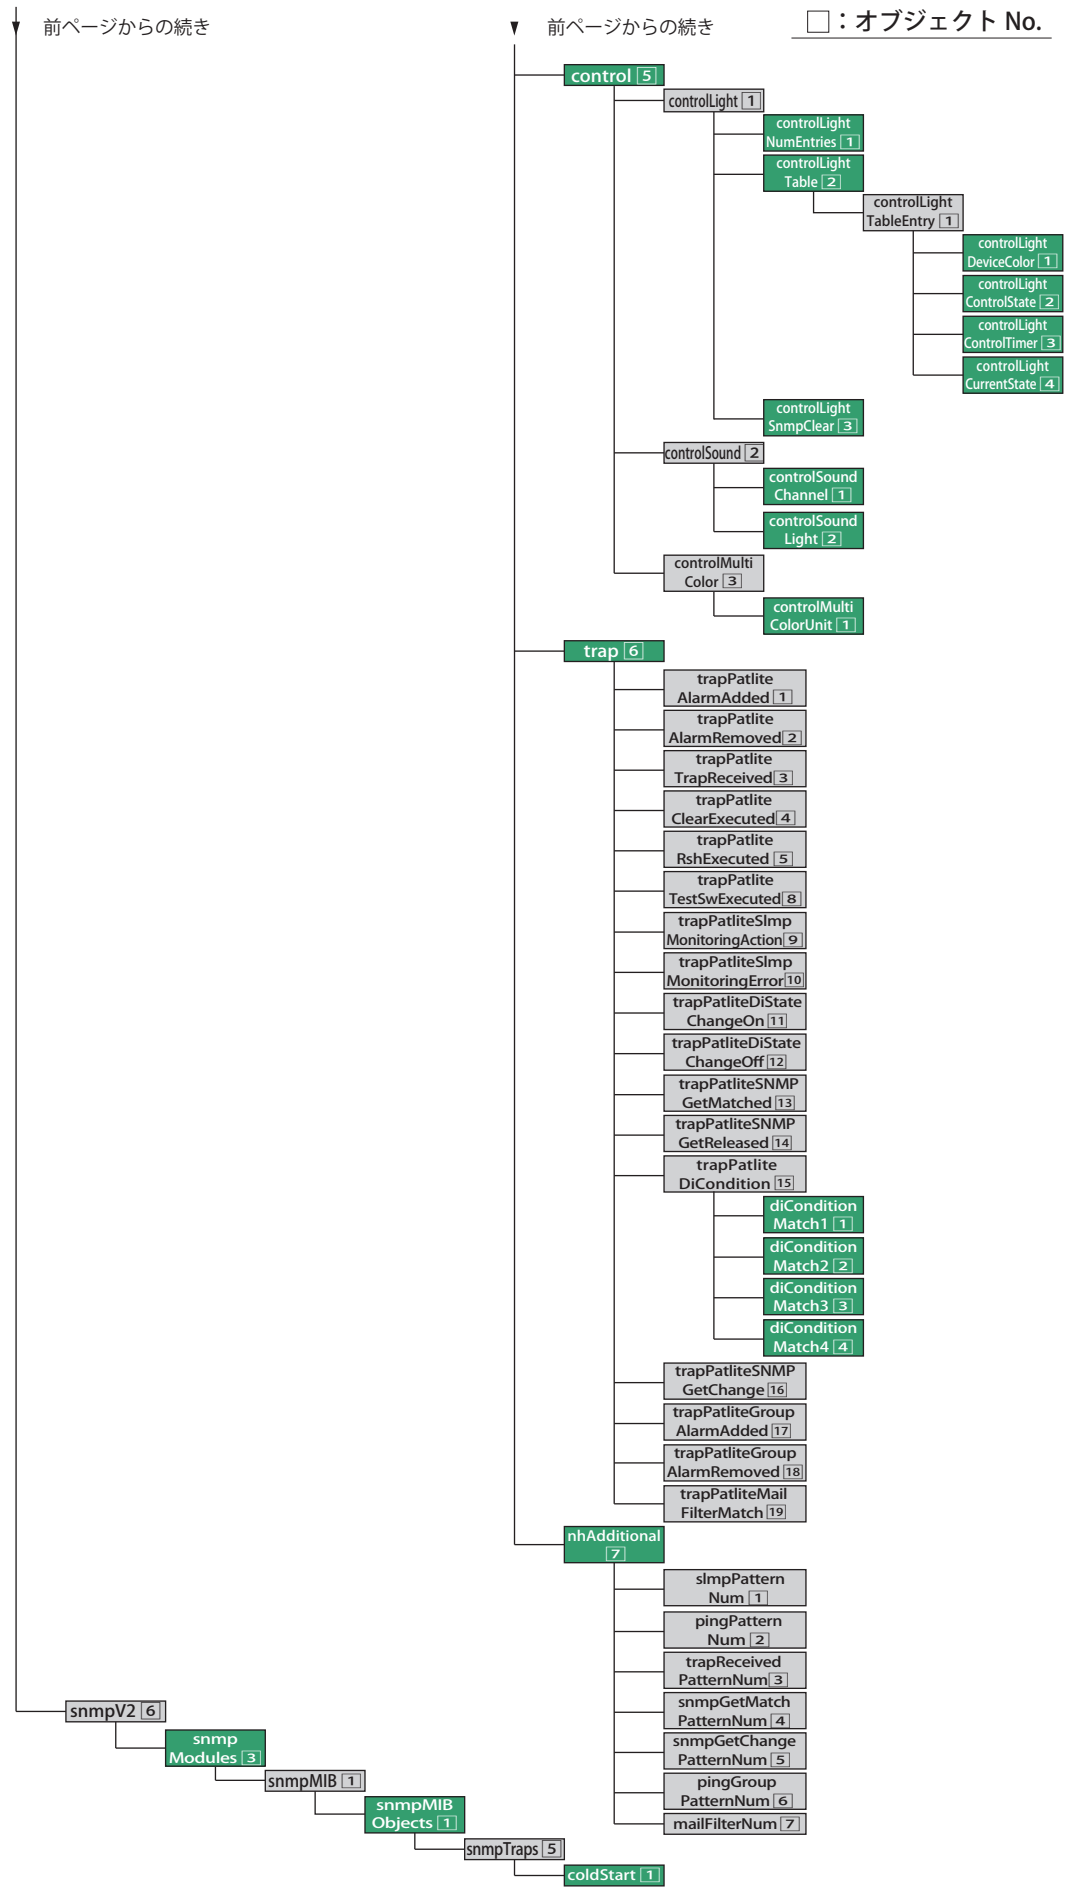 前ページからの続き
前ページからの続き
□：オブジェクト No.
control 5
controlLight 1
controlLight
NumEntries 1
controlLight
Table 2
controlLight
TableEntry 1
controlLight
DeviceColor 1
controlLight
ControlState 2
controlLight
ControlTimer 3
controlLight
CurrentState 4
controlLight
SnmpClear 3
controlSound 2
controlSound
Channel 1
controlSound
Light 2
controlMulti
Color 3
controlMulti
ColorUnit 1
trap 6
trapPatlite
AlarmAdded 1
trapPatlite
AlarmRemoved 2
trapPatlite
TrapReceived 3
trapPatlite
ClearExecuted 4
trapPatlite
RshExecuted 5
trapPatlite
TestSwExecuted 8
trapPatliteSlmp
MonitoringAction 9
trapPatliteSlmp
MonitoringError 10
trapPatliteDiState
ChangeOn 11
trapPatliteDiState
ChangeOff 12
trapPatliteSNMP
GetMatched 13
trapPatliteSNMP
GetReleased 14
trapPatlite
DiCondition 15
diCondition
Match1 1
diCondition
Match2 2
diCondition
Match3 3
diCondition
Match4 4
trapPatliteSNMP
GetChange 16
trapPatliteGroup
AlarmAdded 17
trapPatliteGroup
AlarmRemoved 18
trapPatliteMail
FilterMatch 19
nhAdditional
7
slmpPattern
Num 1
pingPattern
Num 2
trapReceived
PatternNum 3
snmpGetMatch
PatternNum 4
snmpGetChange
PatternNum 5
pingGroup
PatternNum 6
mailFilterNum 7
snmpV2 6
snmp
Modules 3
snmpMIB 1
snmpMIB
Objects 1
snmpTraps 5
coldStart 1